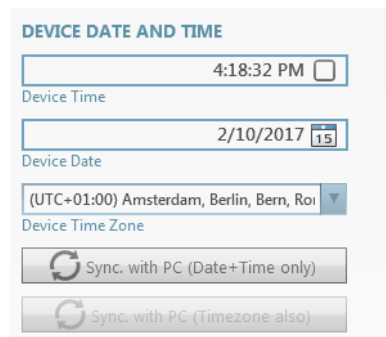 DEVICE DATE AND TIME
4:18:32 PM
Device Time
2/10/2017 15
Device Date
(UTC+01:00) Amsterdam, Berlin, Bern,
Device Time Zone
Sync. with PC (Date+Time only)
Sync. with PC (Timezone also)